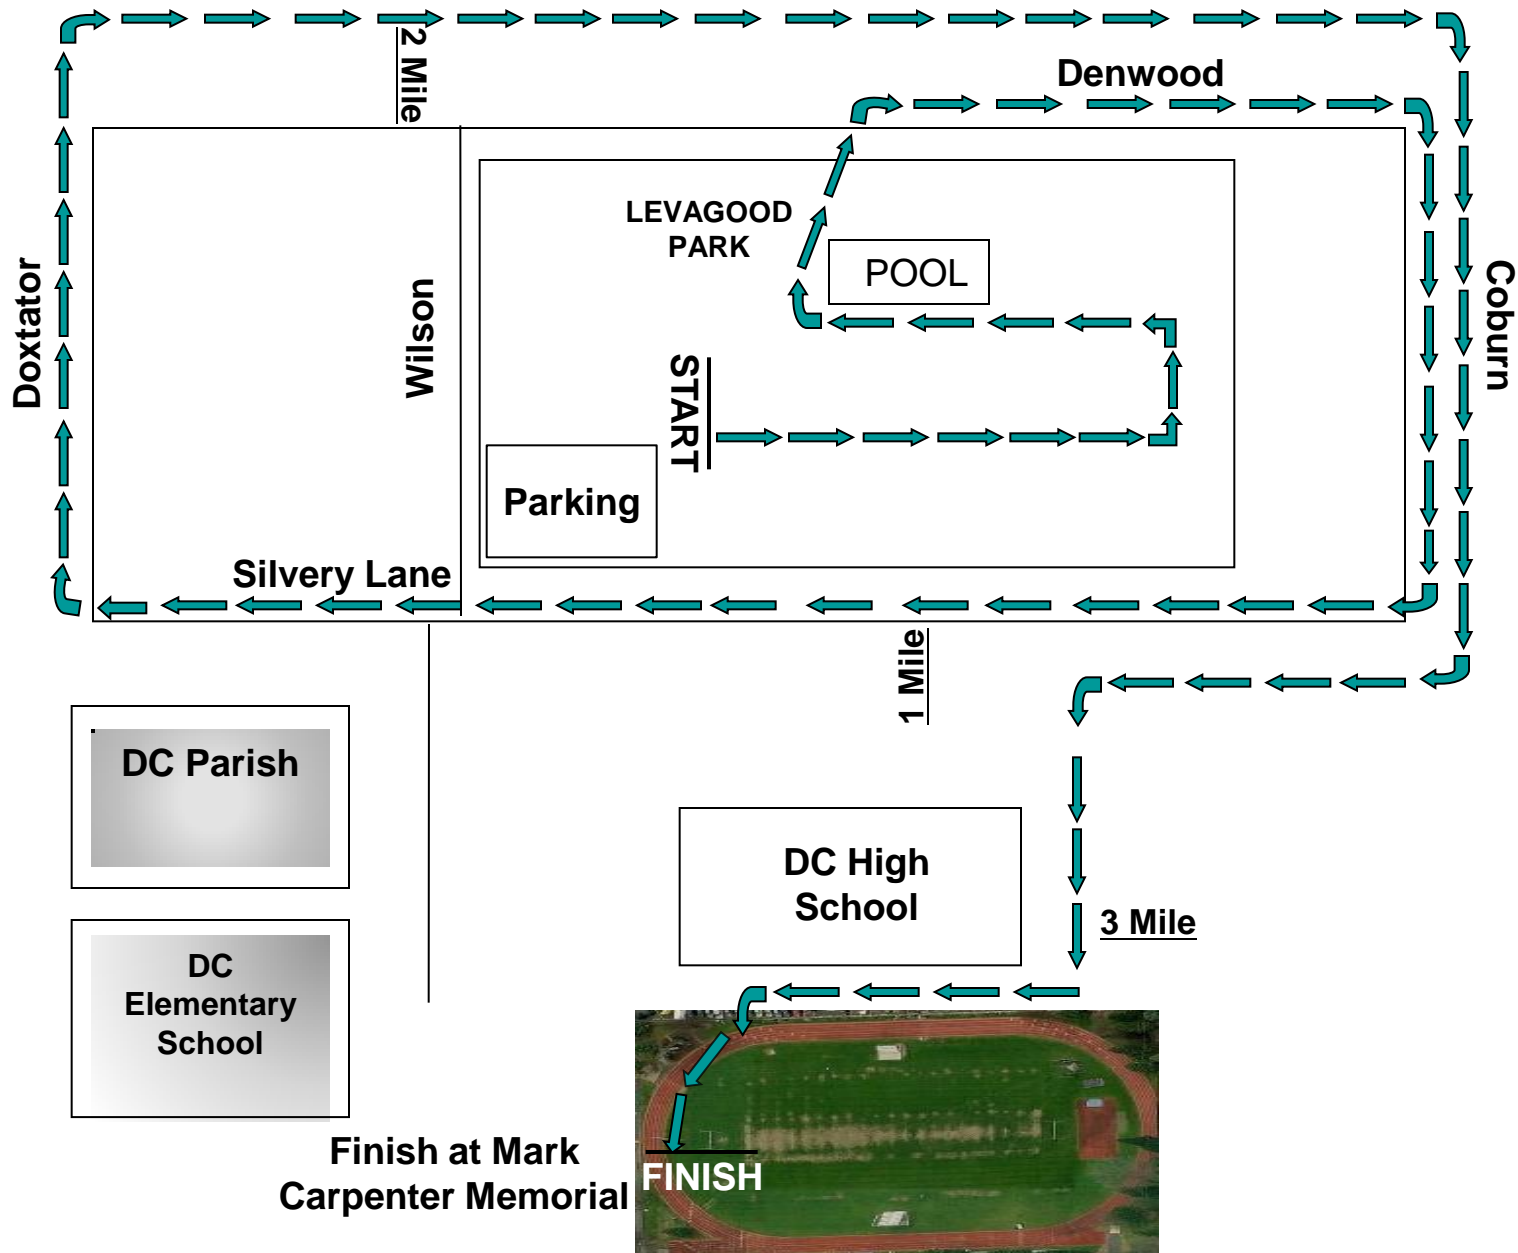 2 Mile
Denwood
LEVAGOOD
PARK
POOL
Doxtator
Wilson
Coburn
START
Parking
Silvery Lane
1 Mile
DC Parish
DC High
School
3 Mile
DC
Elementary
School
Finish at Mark
Carpenter Memorial
FINISH